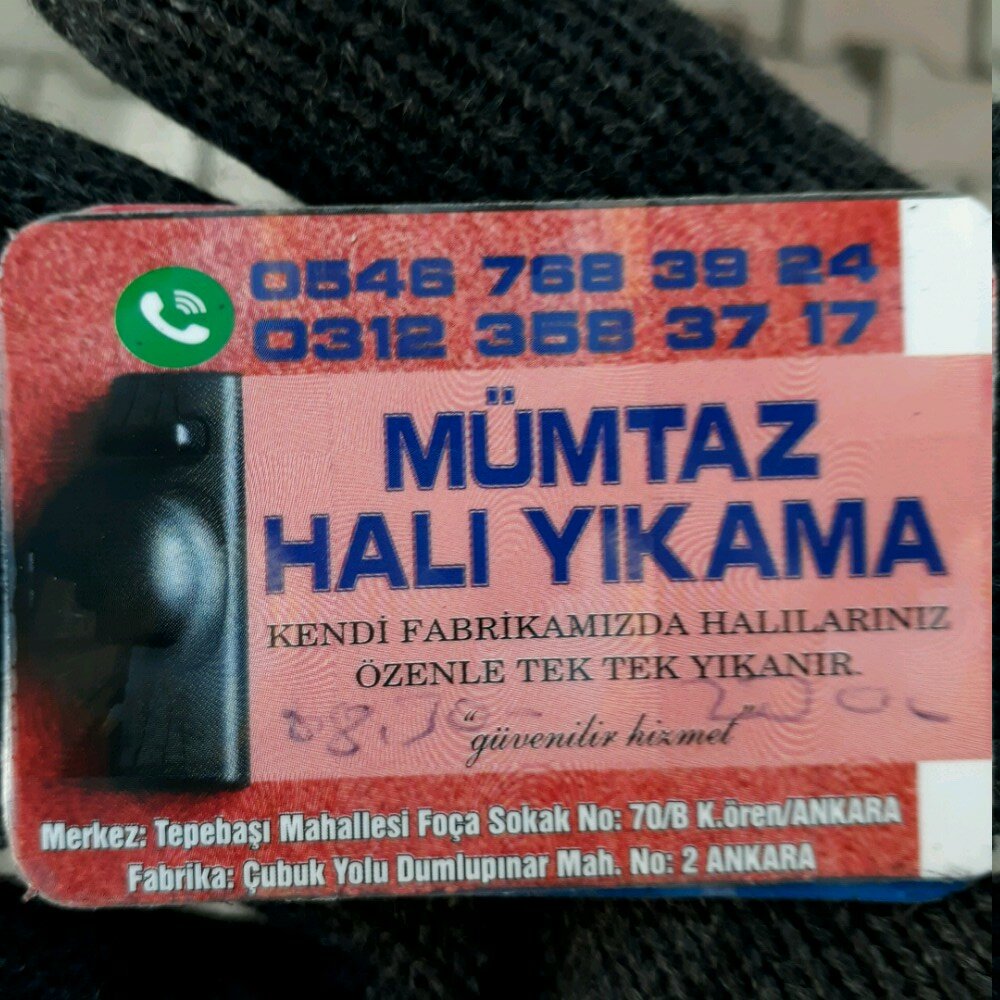 0546 768 39 24
0312 358 37 17
MÜMTAZ
HALI YIKAMA
KENDİ FABRİKAMIZDA HALILARINIZ
ÖZENLE TEK TEK YIKANIR.
“güvenilir hizmet”
Merkez: Tepebaşı Mahallesi Foça Sokak No: 70/B K.ören/ANKARA
Fabrika: Çubuk Yolu Dumlupınar Mah. No: 2 ANKARA